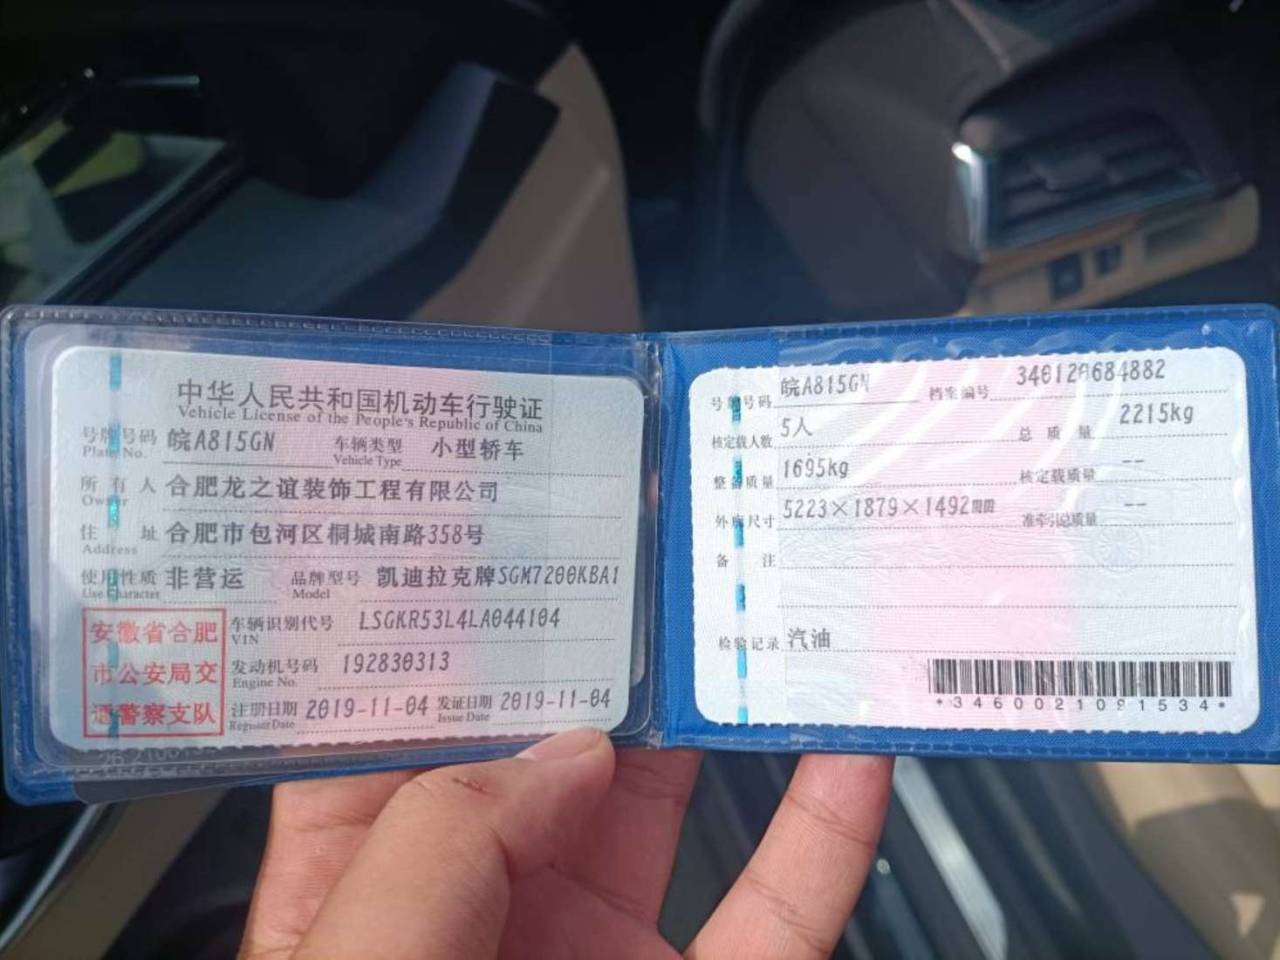 中华人民共和国机动车行驶证
Vehicle License of the People's Republic of China
号牌号码 皖A815GN 车辆类型 小型轿车
Plate No. Vehicle Type
所有人 合肥龙之谊装饰工程有限公司
Owner
住址 合肥市包河区桐城南路358号
Address
使用性质 非营运 品牌型号 凯迪拉克牌SGM7200KBA1
Use Character Model
安徽省合肥
市公安局交
通警察支队
车辆识别代号 LSGKR53L4LA044104
VIN
发动机号码 192830313
Engine No.
注册日期 2019-11-04 发证日期 2019-11-04
Register Date Issue Date
号牌号码 皖A815GN 档案编号 340120684882
核定载人数 5人 总质量 2215kg
整备质量 1695kg 核定载质量 --
外廓尺寸 5223×1879×1492mm 准牵引总质量 --
备注
检验记录 汽油
*3460021091534*